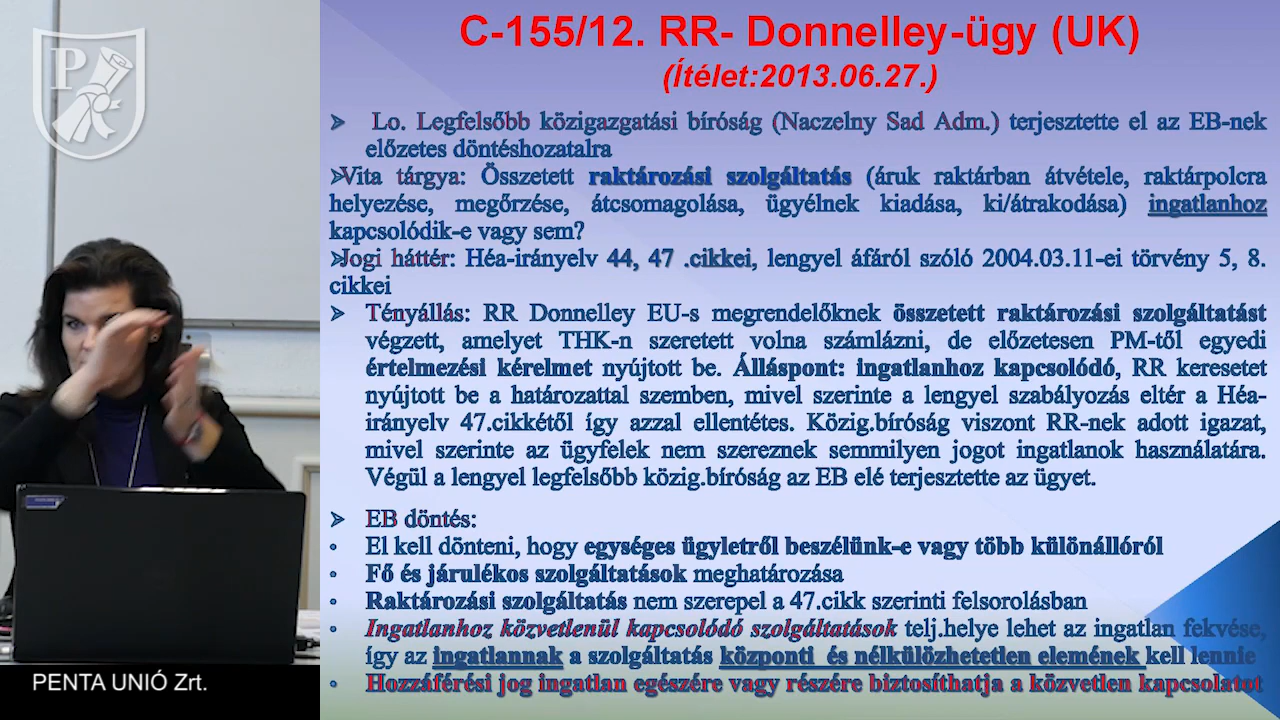 P
C-155/12. RR- Donnelley-ügy (UK)
(Ítélet:2013.06.27.)
➢ Lo. Legfelsőbb közigazgatási bíróság (Naczelny Sad Adm.) terjesztette el az EB-nek
előzetes döntéshozatalra
➢Vita tárgya: Összetett raktározási szolgáltatás (áruk raktárban átvétele, raktárpolcra
helyezése, megőrzése, átcsomagolása, ügyélnek kiadása, ki/átrakodása) ingatlanhoz
kapcsolódik-e vagy sem?
➢Jogi háttér: Héa-irányelv 44, 47 .cikkei, lengyel áfáról szóló 2004.03.11-ei törvény 5, 8.
cikkei
➢ Tényállás: RR Donnelley EU-s megrendelőknek összetett raktározási szolgáltatást
végzett, amelyet THK-n szeretett volna számlázni, de előzetesen PM-től egyedi
értelmezési kérelmet nyújtott be. Álláspont: ingatlanhoz kapcsolódó, RR keresetet
nyújtott be a határozattal szemben, mivel szerinte a lengyel szabályozás eltér a Héa-
irányelv 47.cikkétől így azzal ellentétes. Közig.bíróság viszont RR-nek adott igazat,
mivel szerinte az ügyfelek nem szereznek semmilyen jogot ingatlanok használatára.
Végül a lengyel legfelsőbb közig.bíróság az EB elé terjesztette az ügyet.
➢ EB döntés:
• El kell dönteni, hogy egységes ügyletről beszélünk-e vagy több különállóról
• Fő és járulékos szolgáltatások meghatározása
• Raktározási szolgáltatás nem szerepel a 47.cikk szerinti felsorolásban
• Ingatlanhoz közvetlenül kapcsolódó szolgáltatások telj.helye lehet az ingatlan fekvése,
így az ingatlannak a szolgáltatás központi és nélkülözhetetlen elemének kell lennie
• Hozzáférési jog ingatlan egészére vagy részére biztosíthatja a közvetlen kapcsolatot
PENTA UNIÓ Zrt.